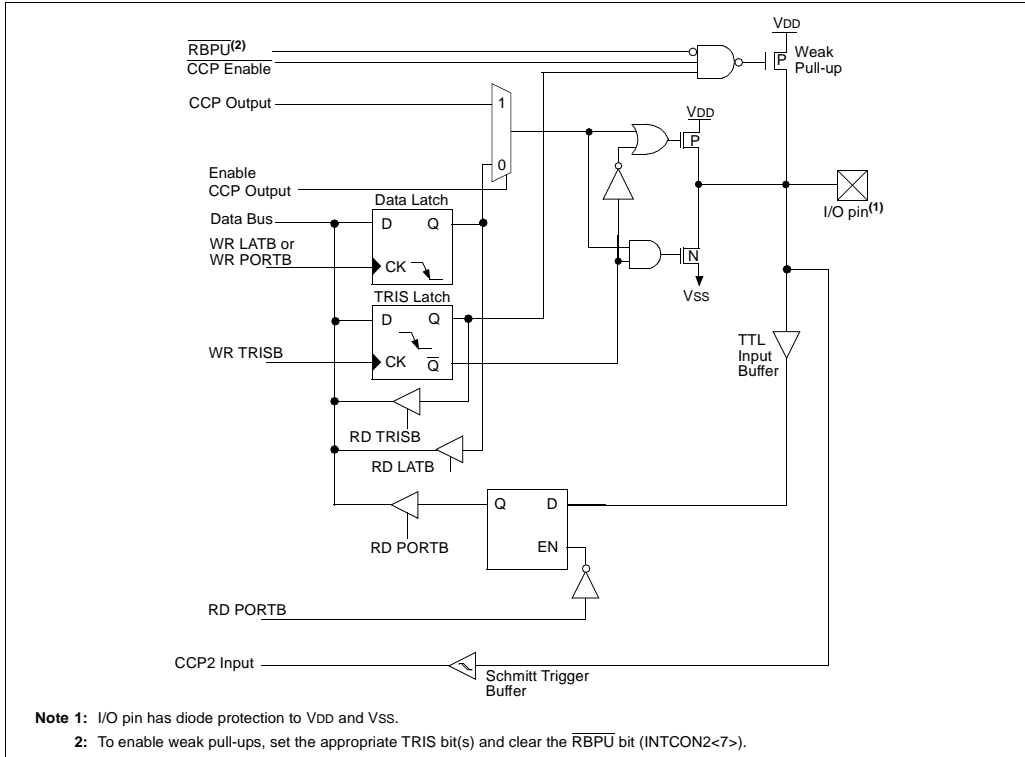 VDD
RBPU(2)
Weak
Pull-up
P
CCP Enable
CCP Output
1
VDD
P
0
Enable
CCP Output
I/O pin(1)
Data Latch
Data Bus
D
Q
WR LATB or
WR PORTB
CK
N
VSS
TRIS Latch
D
Q
TTL
Input
Buffer
WR TRISB
CK
Q
RD TRISB
RD LATB
Q
D
RD PORTB
EN
RD PORTB
CCP2 Input
Schmitt Trigger
Buffer
Note 1: I/O pin has diode protection to VDD and VSS.
2: To enable weak pull-ups, set the appropriate TRIS bit(s) and clear the RBPU bit (INTCON2<7>).